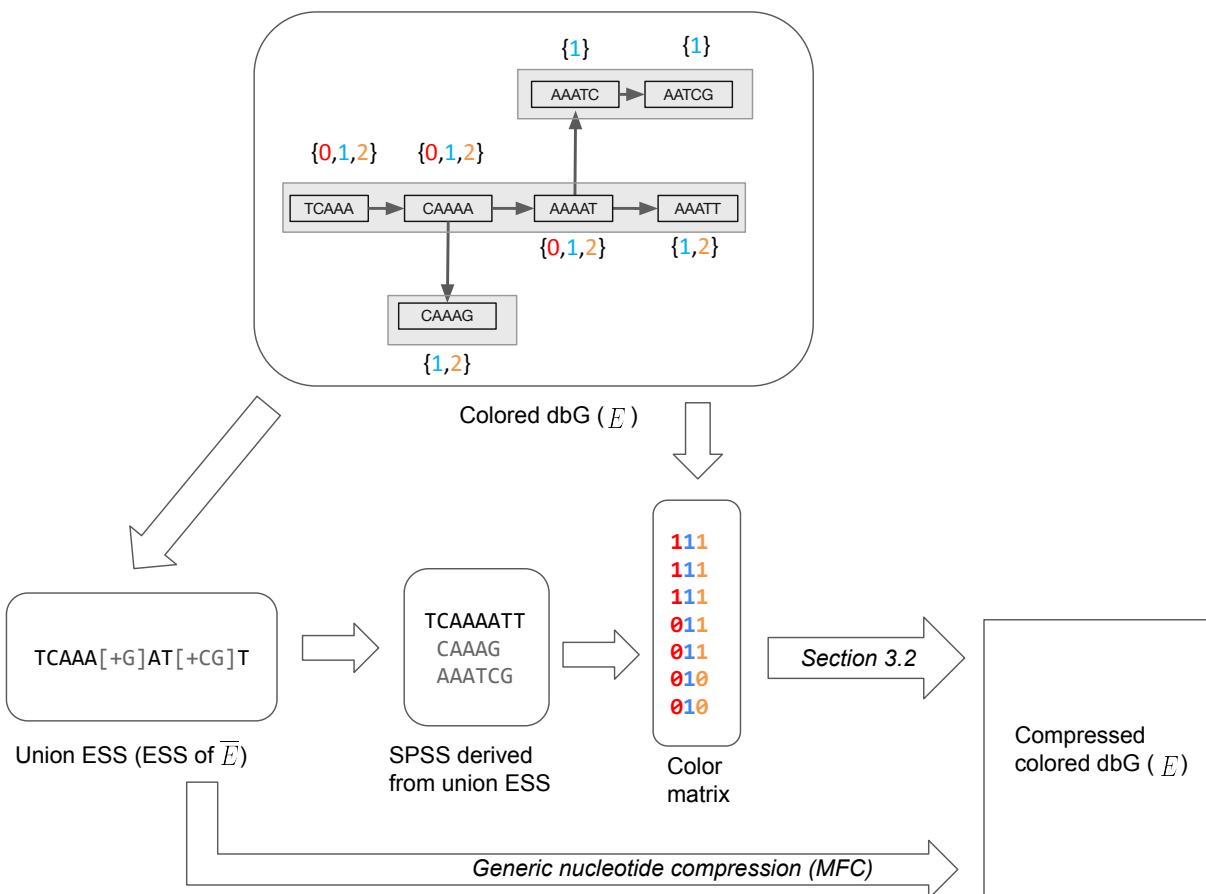 {1} {1}
AAATC AATCG
{0,1,2} {0,1,2}
TCAAA CAAAA AAAAT AAATT
{0,1,2} {1,2}
CAAAG
{1,2}
Colored dbG ( E )
111
111
111
011
011
010
010
TCAAAATT
CAAAG
AAATCG
TCAAA[+G]AT[+CG]T
Section 3.2
Union ESS (ESS of E̅)
SPSS derived
from union ESS
Color
matrix
Compressed
colored dbG ( E )
Generic nucleotide compression (MFC)